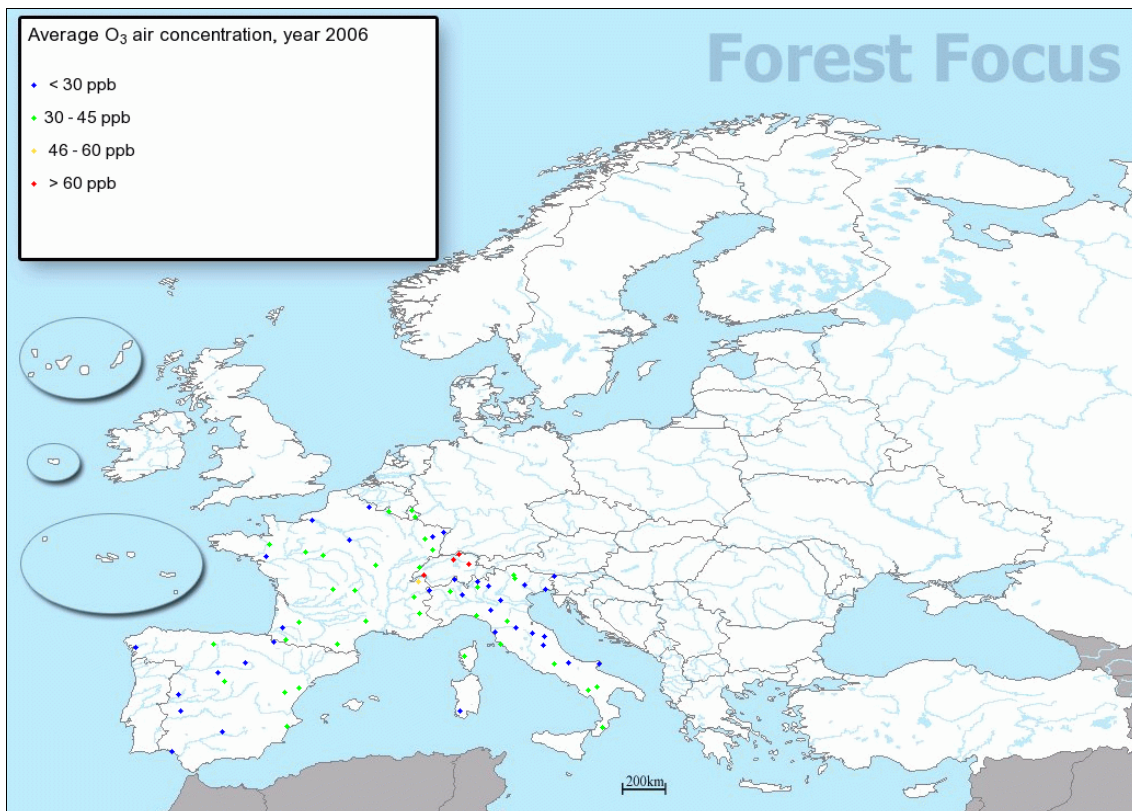 Average O₃ air concentration, year 2006
< 30 ppb
30 - 45 ppb
46 - 60 ppb
> 60 ppb
Forest Focus
200km